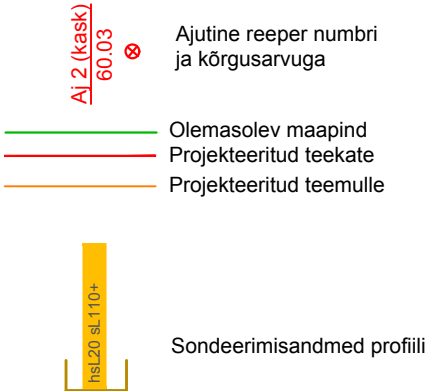 Aj 2 (kask)
60.03
Ajutine reeper numbri
ja kõrgusarvuga
Olemasolev maapind
Projekteeritud teekate
Projekteeritud teemulle
hsL20 sL110+
Sondeerimisandmed profiili